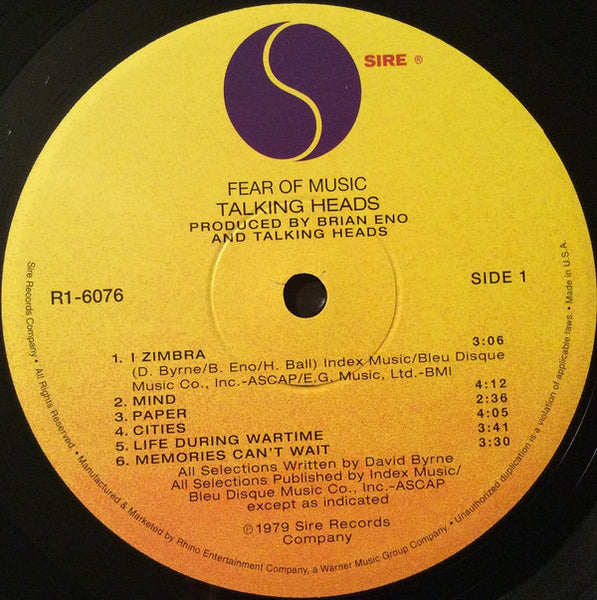 SIRE ®
FEAR OF MUSIC
TALKING HEADS
PRODUCED BY BRIAN ENO
AND TALKING HEADS
R1-6076
SIDE 1
1. I ZIMBRA 3:06
(D. Byrne/B. Eno/H. Ball) Index Music/Bleu Disque
Music Co., Inc.-ASCAP/E.G. Music, Ltd.-BMI
2. MIND 4:12
3. PAPER 2:36
4. CITIES 4:05
5. LIFE DURING WARTIME 3:41
6. MEMORIES CAN'T WAIT 3:30
All Selections Written by David Byrne
All Selections Published by Index Music/
Bleu Disque Music Co., Inc.-ASCAP
except as indicated
℗1979 Sire Records
Company
Sire Records Company • All Rights Reserved. • Manufactured & Marketed by Rhino Entertainment Company, a Warner Music Group Company. • Unauthorized duplication is a violation of applicable laws. • Made in U.S.A.